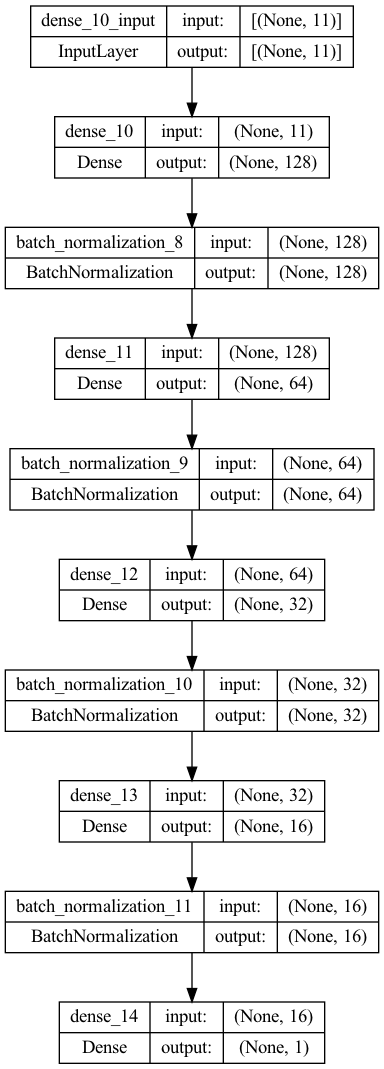 dense_10_input input: [(None, 11)]
InputLayer output: [(None, 11)]
dense_10 input: (None, 11)
Dense output: (None, 128)
batch_normalization_8 input: (None, 128)
BatchNormalization output: (None, 128)
dense_11 input: (None, 128)
Dense output: (None, 64)
batch_normalization_9 input: (None, 64)
BatchNormalization output: (None, 64)
dense_12 input: (None, 64)
Dense output: (None, 32)
batch_normalization_10 input: (None, 32)
BatchNormalization output: (None, 32)
dense_13 input: (None, 32)
Dense output: (None, 16)
batch_normalization_11 input: (None, 16)
BatchNormalization output: (None, 16)
dense_14 input: (None, 16)
Dense output: (None, 1)